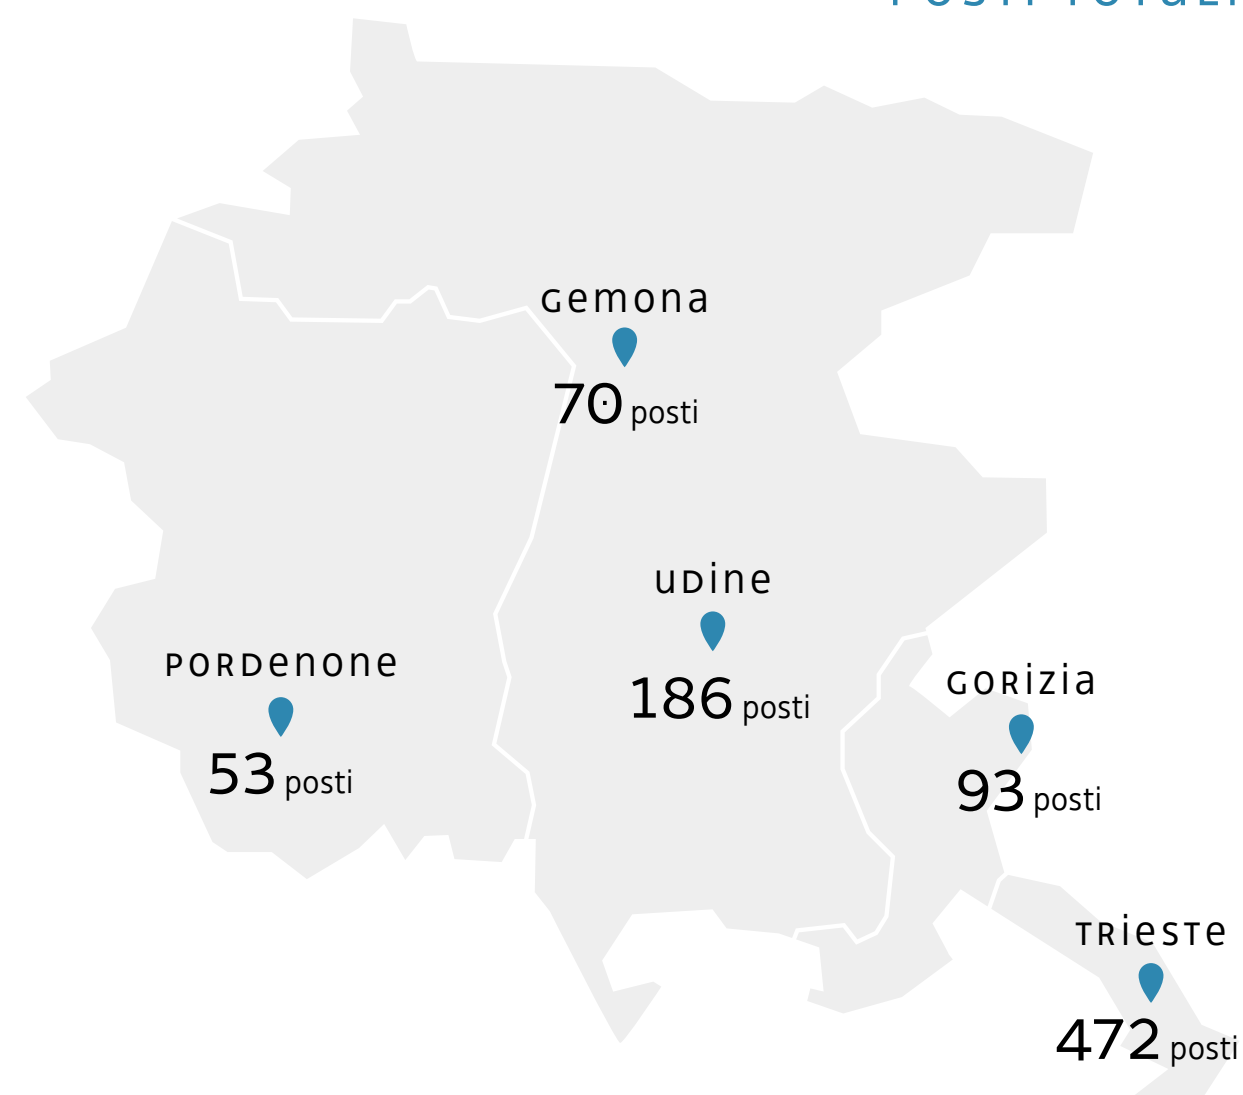 Gemona
70 posti
UDine
186 posti
PORDenone
53 posti
GORizia
93 posti
TRiesTe
472 posti